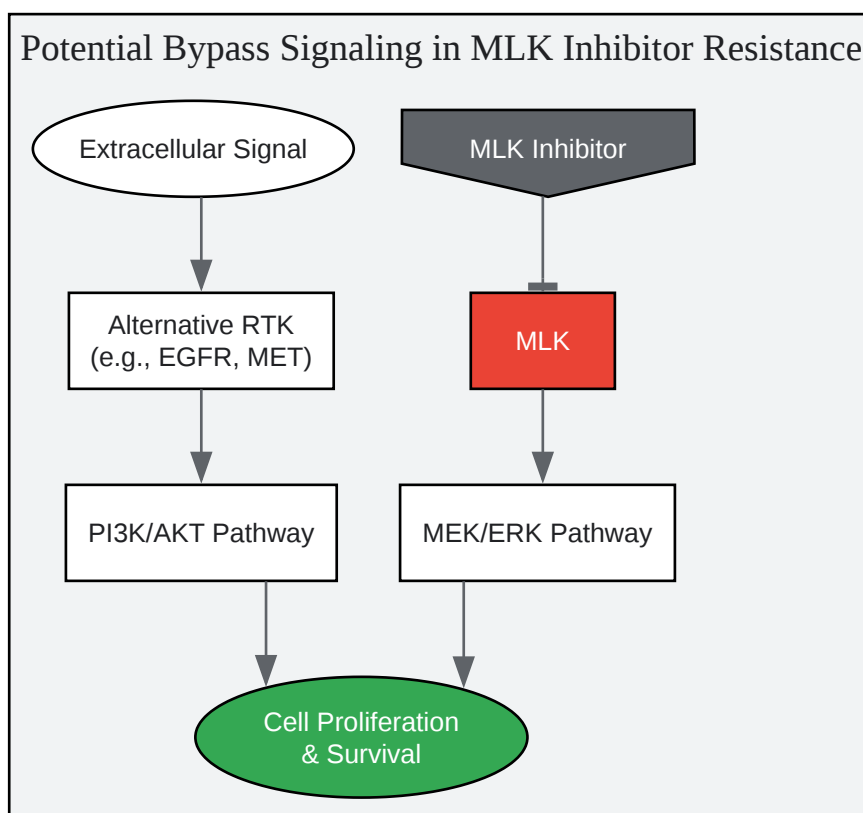 Potential Bypass Signaling in MLK Inhibitor Resistance
Extracellular Signal
MLK Inhibitor
Alternative RTK
(e.g., EGFR, MET)
MLK
PI3K/AKT Pathway
MEK/ERK Pathway
Cell Proliferation
& Survival